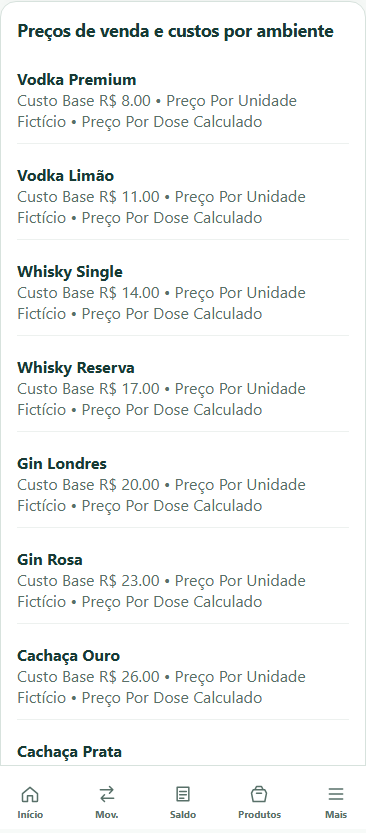 Preços de venda e custos por ambiente
Vodka Premium
Custo Base R$ 8.00 • Preço Por Unidade
Fictício • Preço Por Dose Calculado
Vodka Limão
Custo Base R$ 11.00 • Preço Por Unidade
Fictício • Preço Por Dose Calculado
Whisky Single
Custo Base R$ 14.00 • Preço Por Unidade
Fictício • Preço Por Dose Calculado
Whisky Reserva
Custo Base R$ 17.00 • Preço Por Unidade
Fictício • Preço Por Dose Calculado
Gin Londres
Custo Base R$ 20.00 • Preço Por Unidade
Fictício • Preço Por Dose Calculado
Gin Rosa
Custo Base R$ 23.00 • Preço Por Unidade
Fictício • Preço Por Dose Calculado
Cachaça Ouro
Custo Base R$ 26.00 • Preço Por Unidade
Fictício • Preço Por Dose Calculado
Cachaça Prata
Início Mov. Saldo Produtos Mais